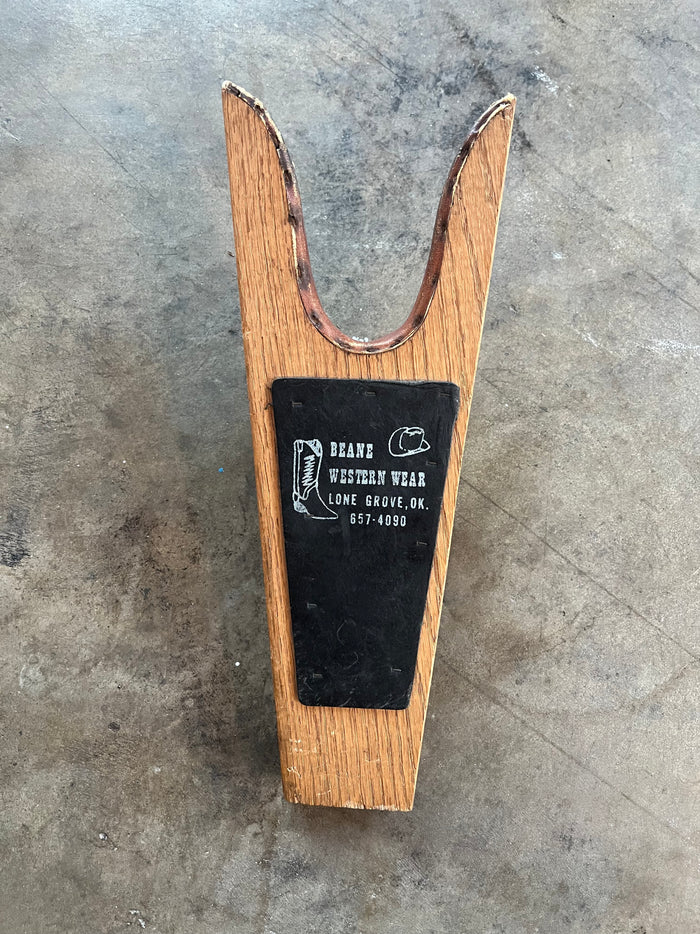 BEANE
WESTERN WEAR
LONE GROVE, OK.
657-4090